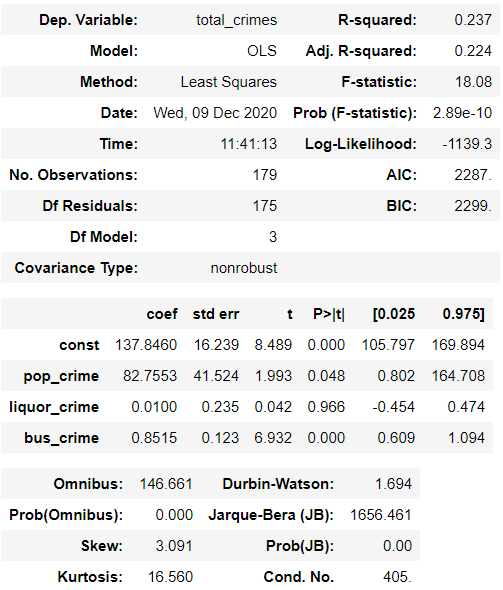 Dep. Variable: total_crimes R-squared: 0.237
Model: OLS Adj. R-squared: 0.224
Method: Least Squares F-statistic: 18.08
Date: Wed, 09 Dec 2020 Prob (F-statistic): 2.89e-10
Time: 11:41:13 Log-Likelihood: -1139.3
No. Observations: 179 AIC: 2287.
Df Residuals: 175 BIC: 2299.
Df Model: 3
Covariance Type: nonrobust
coef std err t P>|t| [0.025 0.975]
const 137.8460 16.239 8.489 0.000 105.797 169.894
pop_crime 82.7553 41.524 1.993 0.048 0.802 164.708
liquor_crime 0.0100 0.235 0.042 0.966 -0.454 0.474
bus_crime 0.8515 0.123 6.932 0.000 0.609 1.094
Omnibus: 146.661 Durbin-Watson: 1.694
Prob(Omnibus): 0.000 Jarque-Bera (JB): 1656.461
Skew: 3.091 Prob(JB): 0.00
Kurtosis: 16.560 Cond. No. 405.